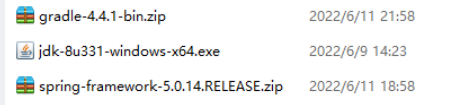 gradle-4.4.1-bin.zip 2022/6/11 21:58
jdk-8u331-windows-x64.exe 2022/6/9 14:23
spring-framework-5.0.14.RELEASE.zip 2022/6/11 18:58